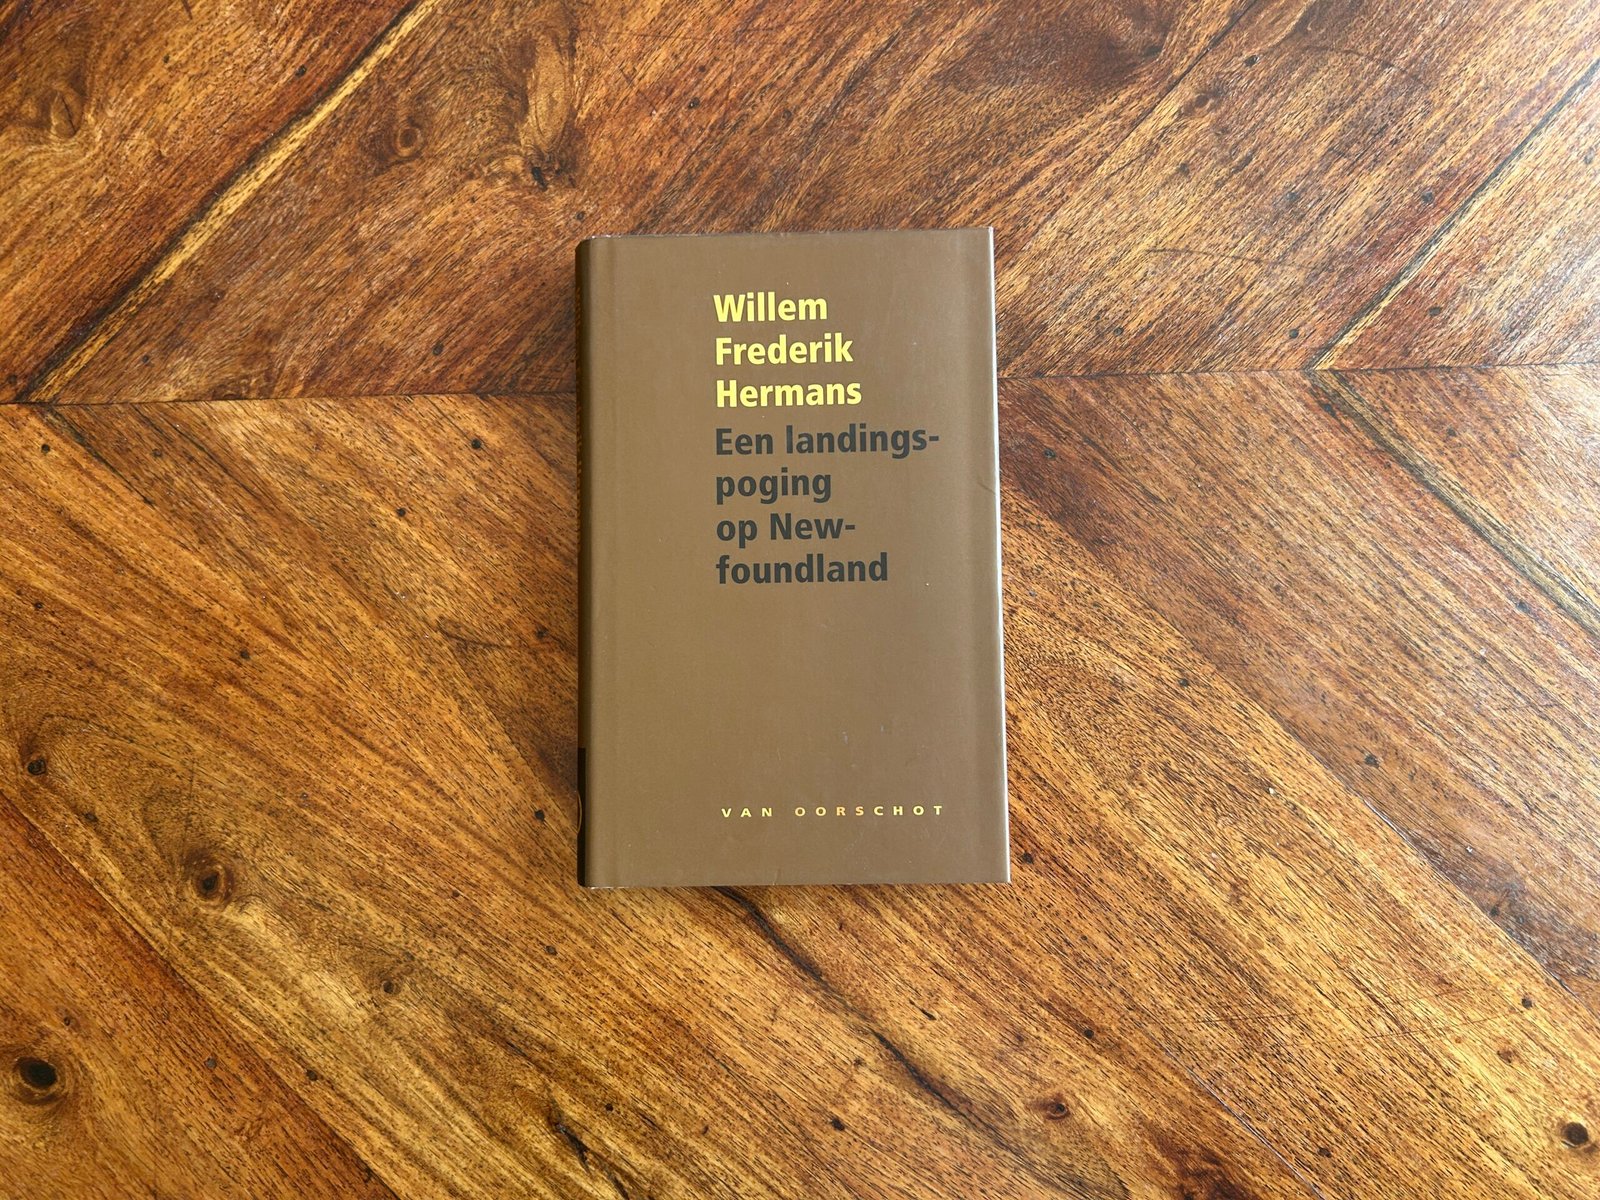 Willem
Frederik
Hermans
Een landings-
poging
op New-
foundland
VAN OORSCHOT